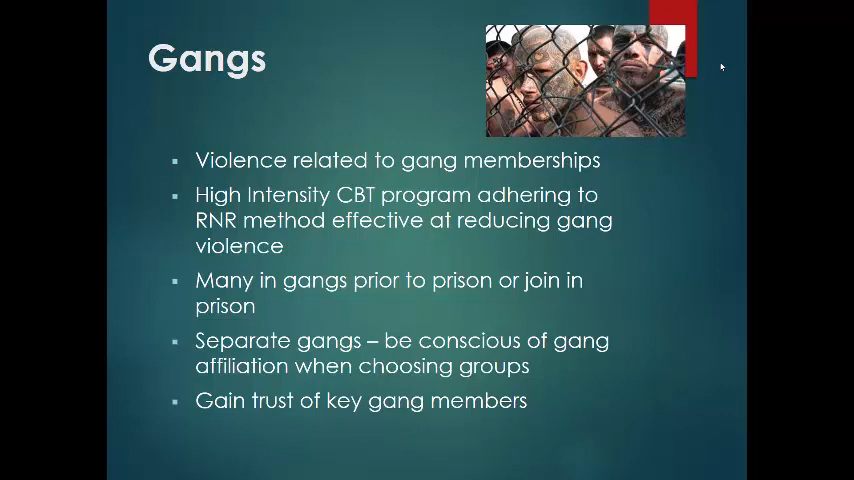 Gangs
Violence related to gang memberships
High Intensity CBT program adhering to
RNR method effective at reducing gang
violence
Many in gangs prior to prison or join in
prison
Separate gangs – be conscious of gang
affiliation when choosing groups
Gain trust of key gang members